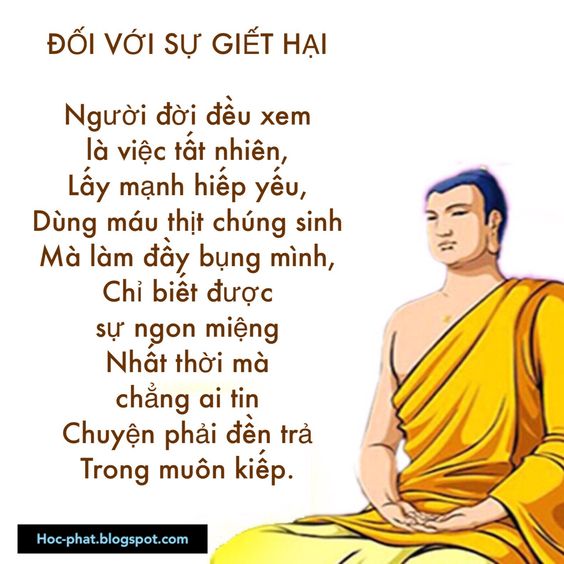 ĐỐI VỚI SỰ GIẾT HẠI
Người đời đều xem
là việc tất nhiên,
Lấy mạnh hiếp yếu,
Dùng máu thịt chúng sinh
Mà làm đầy bụng mình,
Chỉ biết được
sự ngon miệng
Nhất thời mà
chẳng ai tin
Chuyện phải đền trả
Trong muôn kiếp.
Hoc-phat.blogspot.com